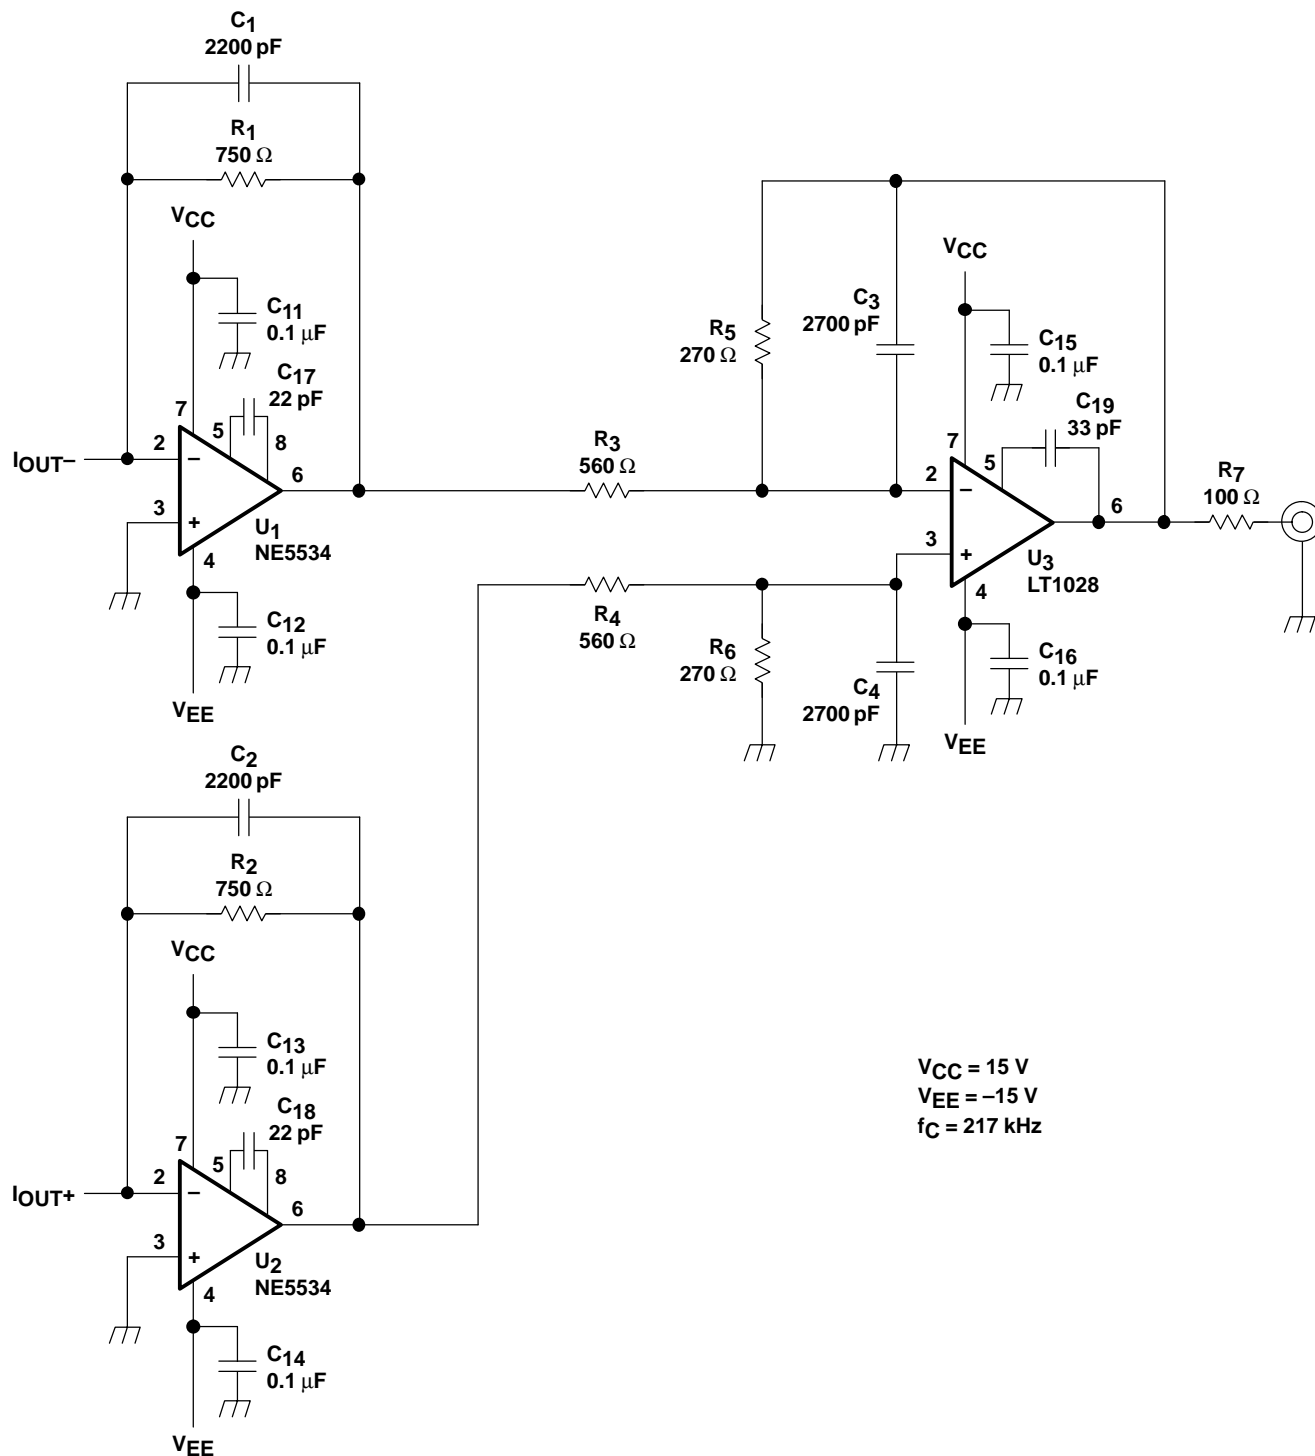 C1
2200 pF
R1
750 Ω
VCC
C11
0.1 μF
C17
22 pF
7
5
8
IOUT–
2
–
6
3
+
U1
NE5534
4
C12
0.1 μF
VEE
R3
560 Ω
R4
560 Ω
R5
270 Ω
C3
2700 pF
VCC
C15
0.1 μF
C19
33 pF
7
5
2
–
6
3
+
U3
LT1028
4
R7
100 Ω
R6
270 Ω
C4
2700 pF
C16
0.1 μF
VEE
C2
2200 pF
R2
750 Ω
VCC
C13
0.1 μF
C18
22 pF
7
5
8
IOUT+
2
–
6
3
+
U2
NE5534
4
C14
0.1 μF
VEE
VCC = 15 V
VEE = –15 V
fC = 217 kHz